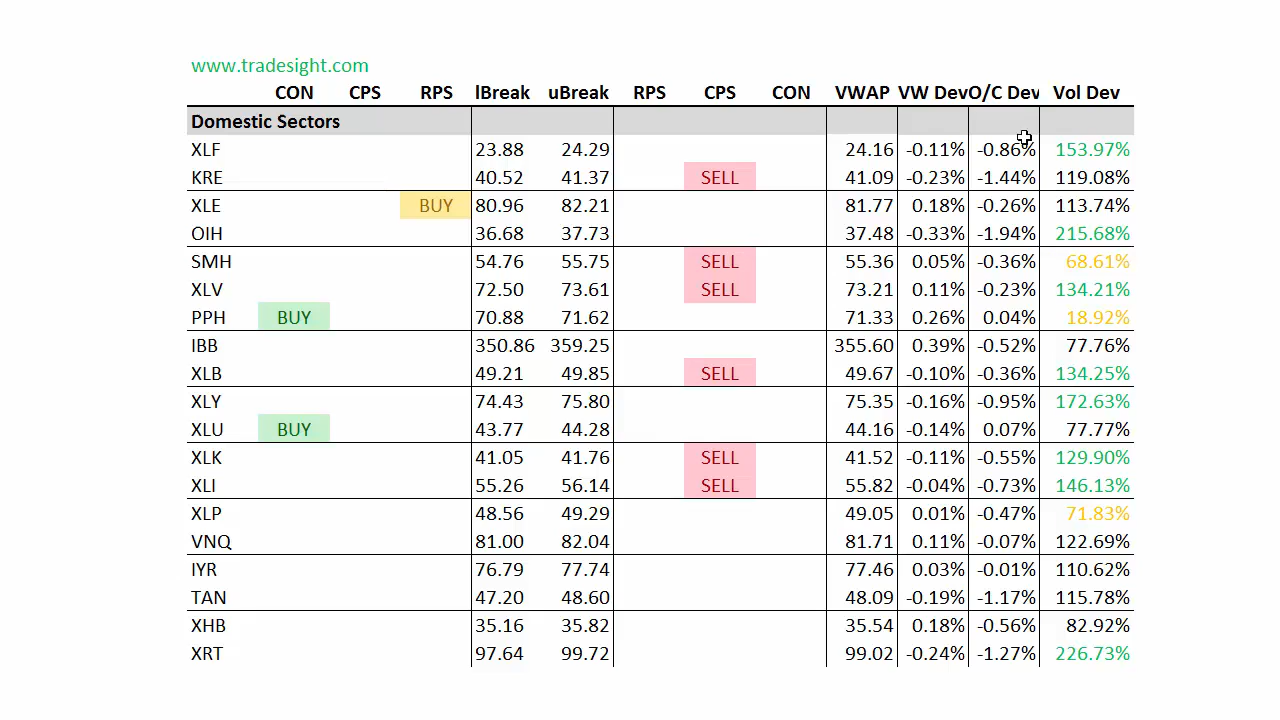 www.tradesight.com
CON CPS RPS lBreak uBreak RPS CPS CON VWAP VW Dev O/C Dev Vol Dev
Domestic Sectors
XLF 23.88 24.29 24.16 -0.11% -0.86% 153.97%
KRE 40.52 41.37 SELL 41.09 -0.23% -1.44% 119.08%
XLE BUY 80.96 82.21 81.77 0.18% -0.26% 113.74%
OIH 36.68 37.73 37.48 -0.33% -1.94% 215.68%
SMH 54.76 55.75 SELL 55.36 0.05% -0.36% 68.61%
XLV 72.50 73.61 SELL 73.21 0.11% -0.23% 134.21%
PPH BUY 70.88 71.62 71.33 0.26% 0.04% 18.92%
IBB 350.86 359.25 355.60 0.39% -0.52% 77.76%
XLB 49.21 49.85 SELL 49.67 -0.10% -0.36% 134.25%
XLY 74.43 75.80 75.35 -0.16% -0.95% 172.63%
XLU BUY 43.77 44.28 44.16 -0.14% 0.07% 77.77%
XLK 41.05 41.76 SELL 41.52 -0.11% -0.55% 129.90%
XLI 55.26 56.14 SELL 55.82 -0.04% -0.73% 146.13%
XLP 48.56 49.29 49.05 0.01% -0.47% 71.83%
VNQ 81.00 82.04 81.71 0.11% -0.07% 122.69%
IYR 76.79 77.74 77.46 0.03% -0.01% 110.62%
TAN 47.20 48.60 48.09 -0.19% -1.17% 115.78%
XHB 35.16 35.82 35.54 0.18% -0.56% 82.92%
XRT 97.64 99.72 99.02 -0.24% -1.27% 226.73%